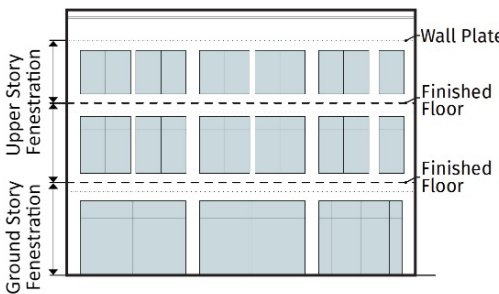 Wall Plate
Upper Story
Fenestration
Finished
Floor
Finished
Floor
Ground Story
Fenestration